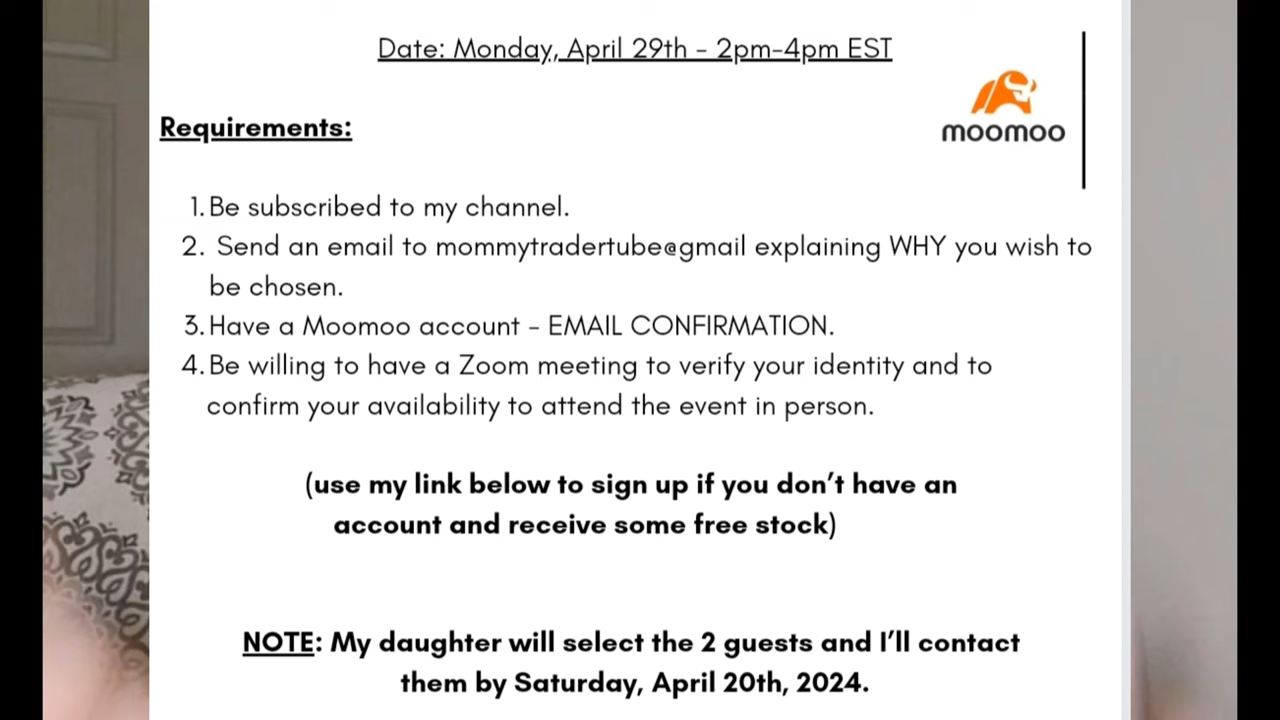 Date: Monday, April 29th - 2pm-4pm EST
moomoo
Requirements:
1. Be subscribed to my channel.
2. Send an email to mommytradertube@gmail explaining WHY you wish to
be chosen.
3. Have a Moomoo account - EMAIL CONFIRMATION.
4. Be willing to have a Zoom meeting to verify your identity and to
confirm your availability to attend the event in person.
(use my link below to sign up if you don't have an
account and receive some free stock)
NOTE: My daughter will select the 2 guests and I'll contact
them by Saturday, April 20th, 2024.